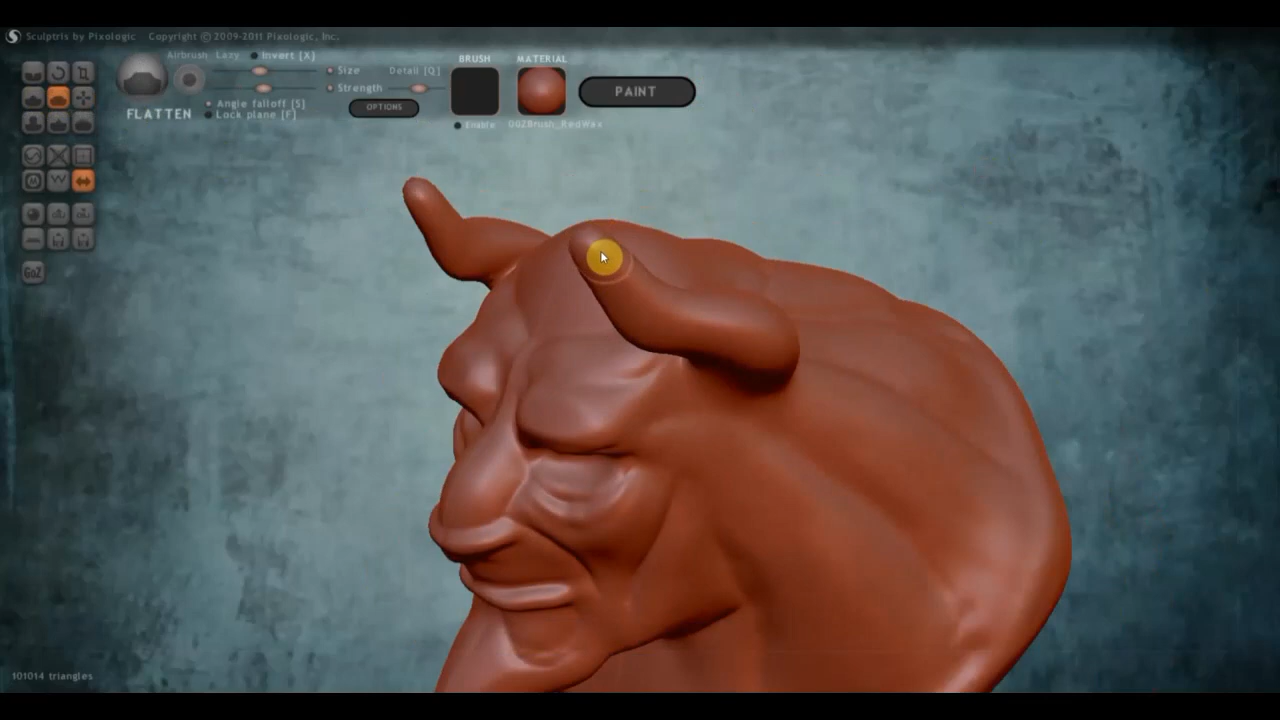 Sculptris by Pixologic Copyright © 2009-2011 Pixologic, Inc.
Airbrush Lazy Invert [X]
BRUSH MATERIAL
Size Detail [Q]
Strength
PAINT
Angle falloff [S]
OPTIONS
FLATTEN Lock plane [F]
Enable 00ZBrush_RedWax
GoZ
101014 triangles